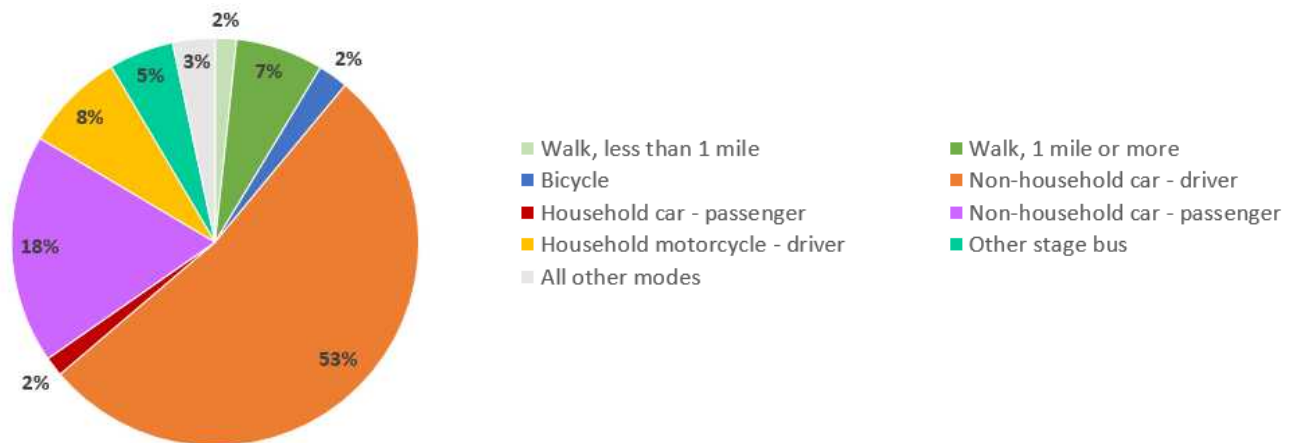 2%
3%
7%
2%
5%
8%
18%
53%
2%
Walk, less than 1 mile
Walk, 1 mile or more
Bicycle
Non-household car - driver
Household car - passenger
Non-household car - passenger
Household motorcycle - driver
Other stage bus
All other modes